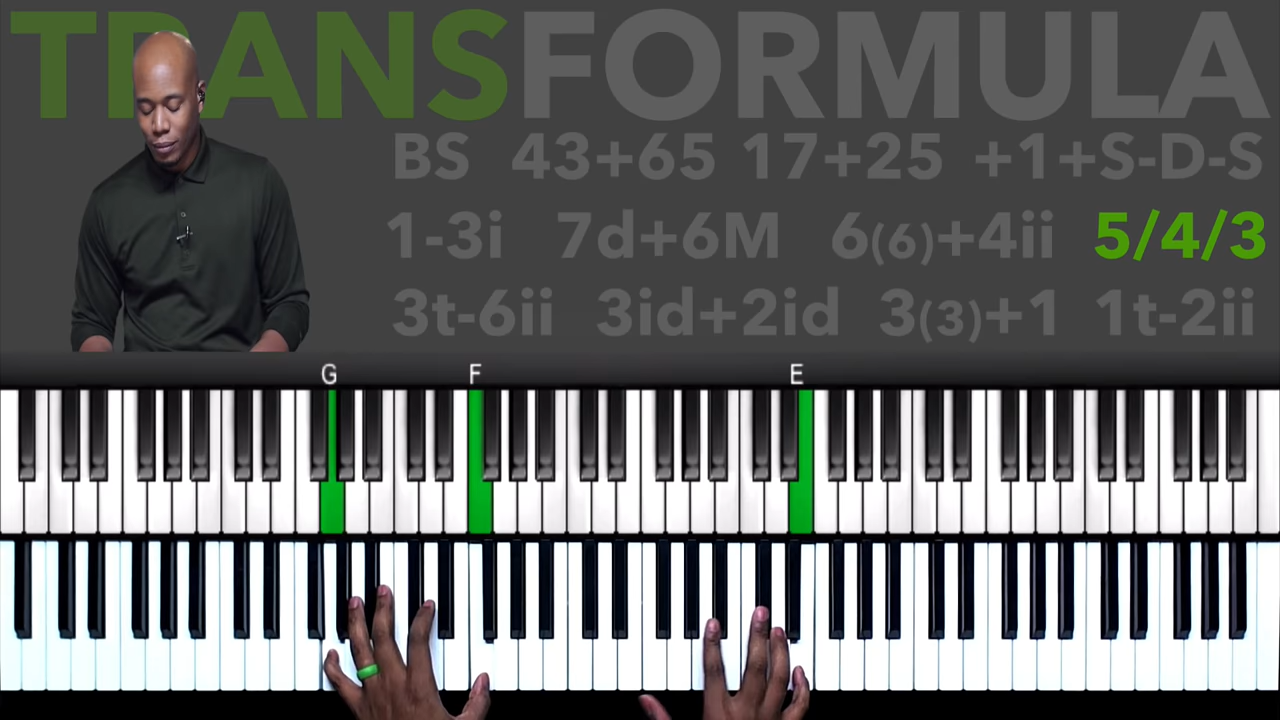 TRANSFORMULA
BS 43+65 17+25 +1+S-D-S
1-3i 7d+6M 6(6)+4ii 5/4/3
3t-6ii 3id+2id 3(3)+1 1t-2ii
G F E